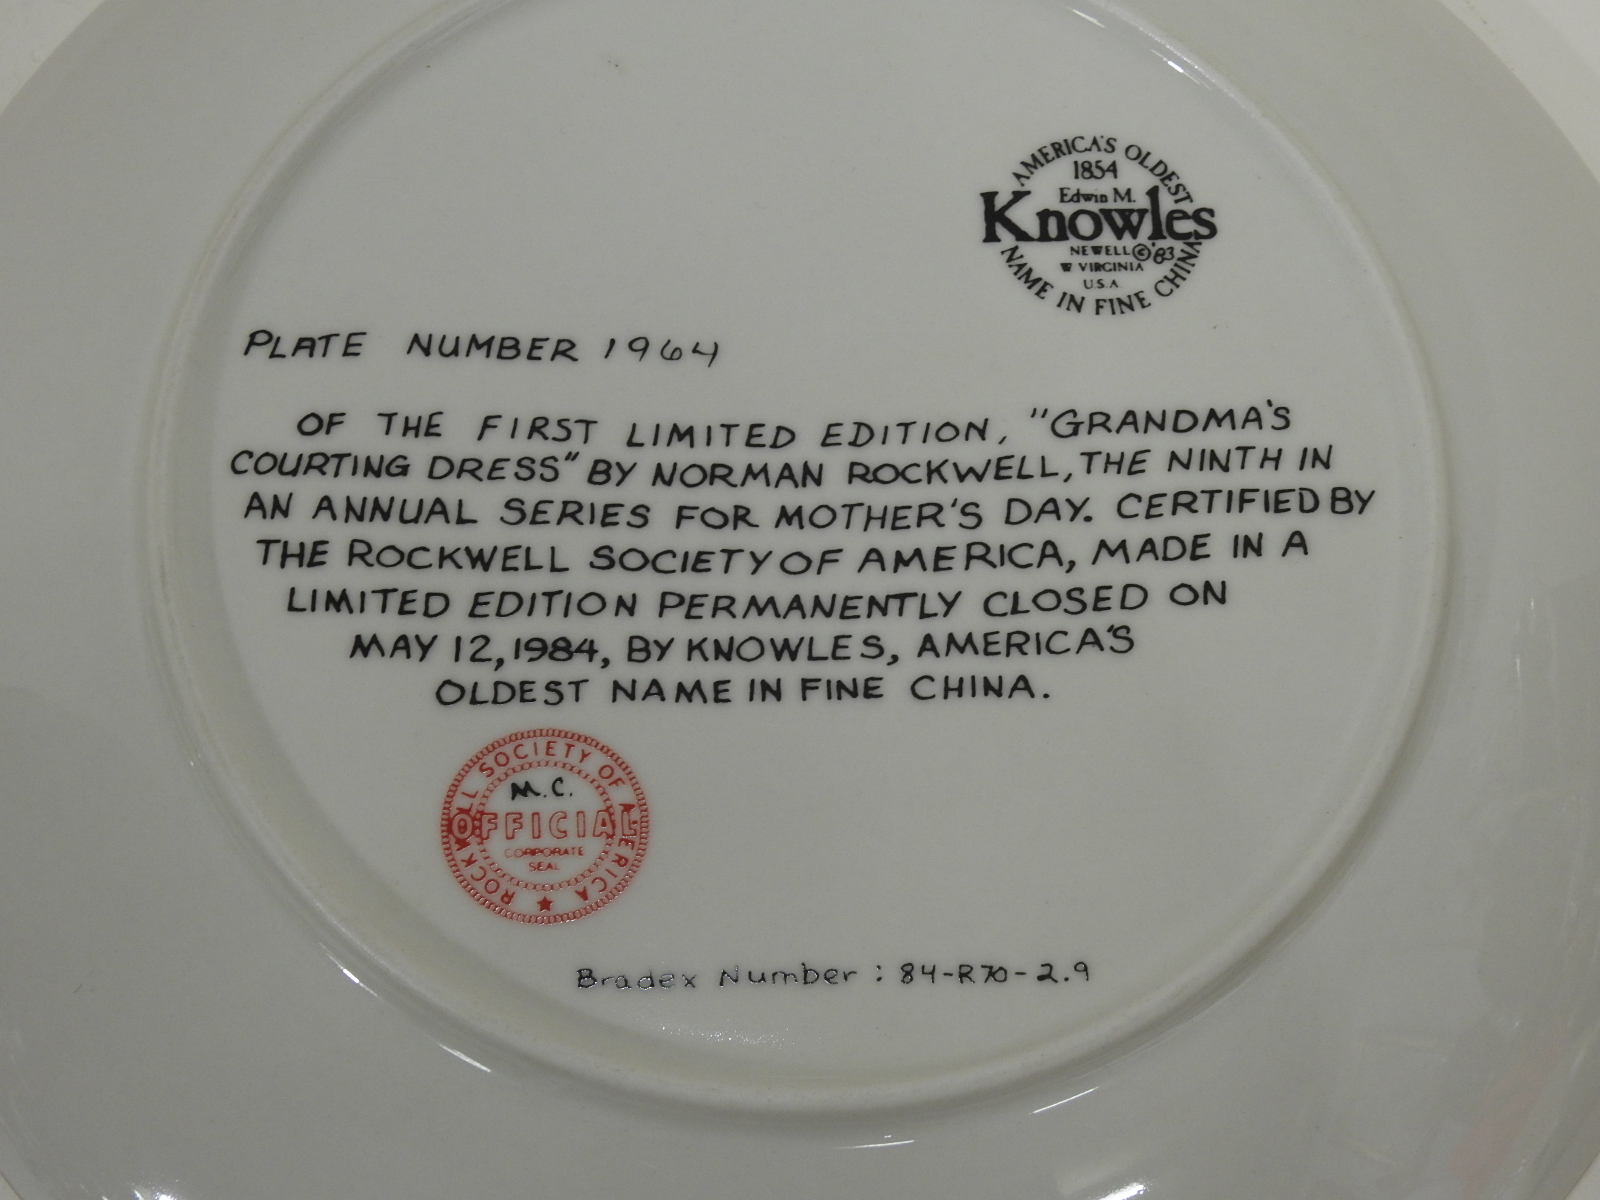 AMERICA'S OLDEST
1854
Edwin M.
Knowles
NEWELL © '83
W VIRGINIA
U.S.A.
NAME IN FINE CHINA
PLATE NUMBER 1964
OF THE FIRST LIMITED EDITION, "GRANDMA'S
COURTING DRESS" BY NORMAN ROCKWELL, THE NINTH IN
AN ANNUAL SERIES FOR MOTHER'S DAY. CERTIFIED BY
THE ROCKWELL SOCIETY OF AMERICA, MADE IN A
LIMITED EDITION PERMANENTLY CLOSED ON
MAY 12, 1984, BY KNOWLES, AMERICA'S
OLDEST NAME IN FINE CHINA.
ROCKWELL SOCIETY OF AMERICA
M.C.
OFFICIAL
CORPORATE
SEAL
Bradex Number: 84-R70-2.9